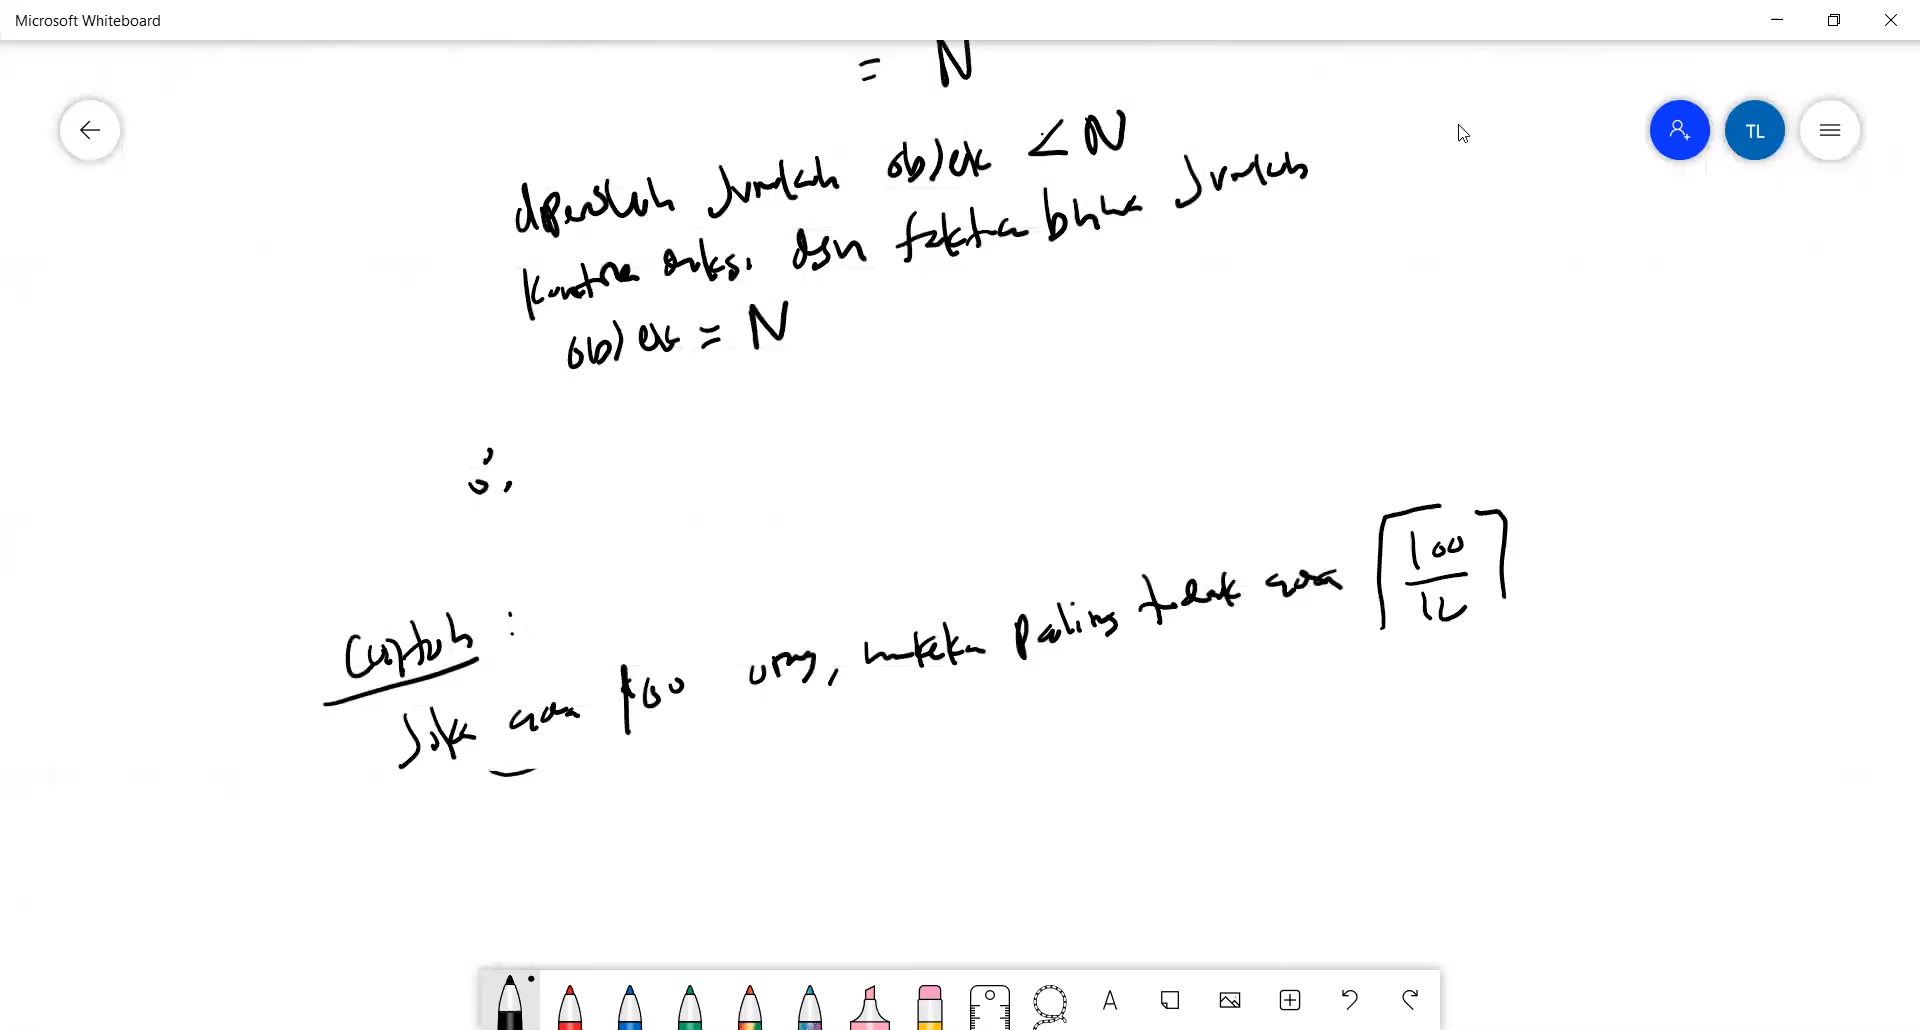 Microsoft Whiteboard
= N
TL
diperoleh jumlah objek < N
kontradiksi dgn fakta bahwa jumlah
objek = N
∴
Contoh :
Jika ada 100 orang, maka paling tidak ada ⌈100/12⌉
A